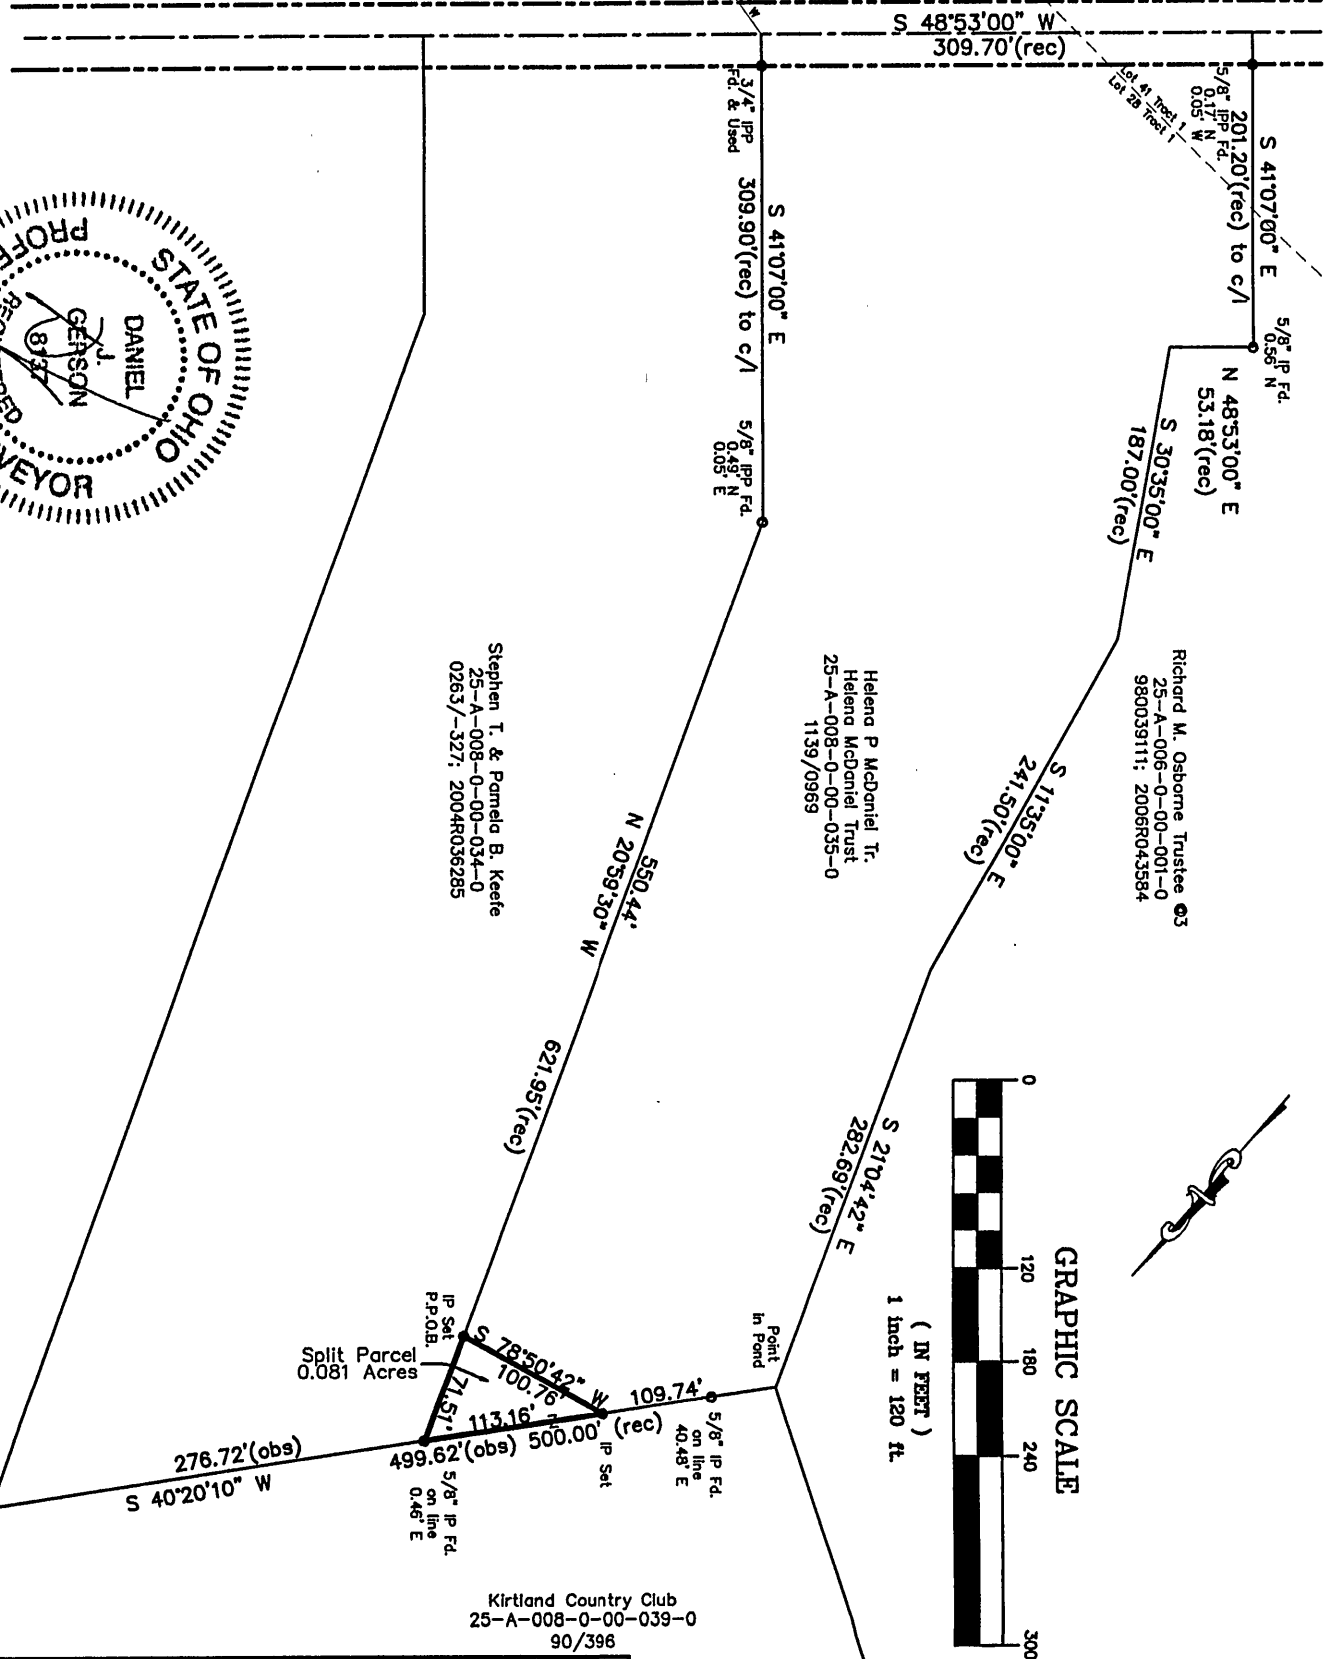 S 48°53'00" W
309.70'(rec)
Lot 41 Tract 1
Lot 28 Tract 1
S 41°07'00" E
201.20'(rec) to c/l
5/8" IPP Fd.
0.17' N
0.05' W
5/8" IP Fd.
0.56' N
N 48°53'00" E
53.18'(rec)
S 30°35'00" E
187.00'(rec)
3/4" IPP
Fd. & Used
S 41°07'00" E
309.90'(rec) to c/l
5/8" IPP Fd.
0.49' N
0.05' E
STATE OF OHIO
DANIEL
J.
GERSON
8137
Richard M. Osborne Trustee @3
25-A-006-0-00-001-0
980039111; 2006R043584
Helena P McDaniel Tr.
Helena McDaniel Trust
25-A-008-0-00-035-0
1139/0969
Stephen T. & Pamela B. Keefe
25-A-008-0-00-034-0
0263/-327; 2004R036285
S 11°35'00" E
241.50'(rec)
550.44'
N 20°59'30" W
621.95'(rec)
S 21°04'42" E
282.69'(rec)
GRAPHIC SCALE
0 120 180 240 300
( IN FEET )
1 inch = 120 ft.
Point
in Pond
IP Set
P.P.O.B.
Split Parcel
0.081 Acres
S 78°50'42" W
100.76'
71.51'
113.16'
109.74'
500.00' (rec)
499.62'(obs)
IP Set
5/8" IP Fd.
on line
40.48' E
5/8" IP Fd.
on line
0.46' E
276.72'(obs)
S 40°20'10" W
Kirtland Country Club
25-A-008-0-00-039-0
90/396